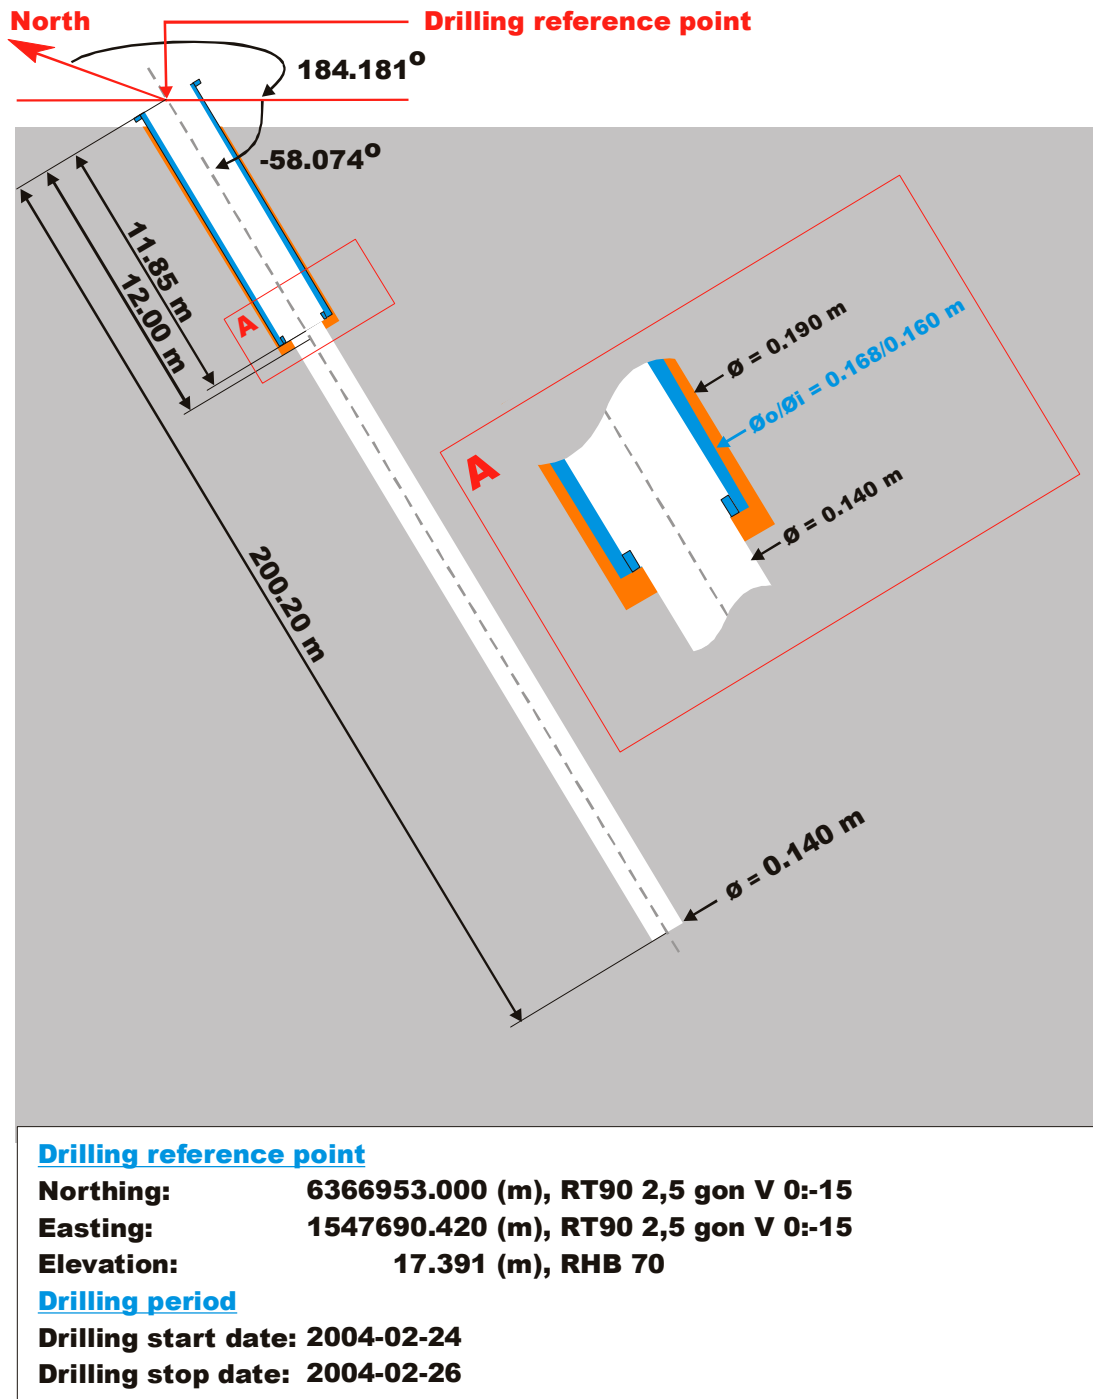 North
Drilling reference point
184.181°
-58.074°
11.85 m
12.00 m
A
ø = 0.190 m
Øo/Øi = 0.168/0.160 m
A
ø = 0.140 m
200.20 m
ø = 0.140 m
Drilling reference point
Northing: 6366953.000 (m), RT90 2,5 gon V 0:-15
Easting: 1547690.420 (m), RT90 2,5 gon V 0:-15
Elevation: 17.391 (m), RHB 70
Drilling period
Drilling start date: 2004-02-24
Drilling stop date: 2004-02-26